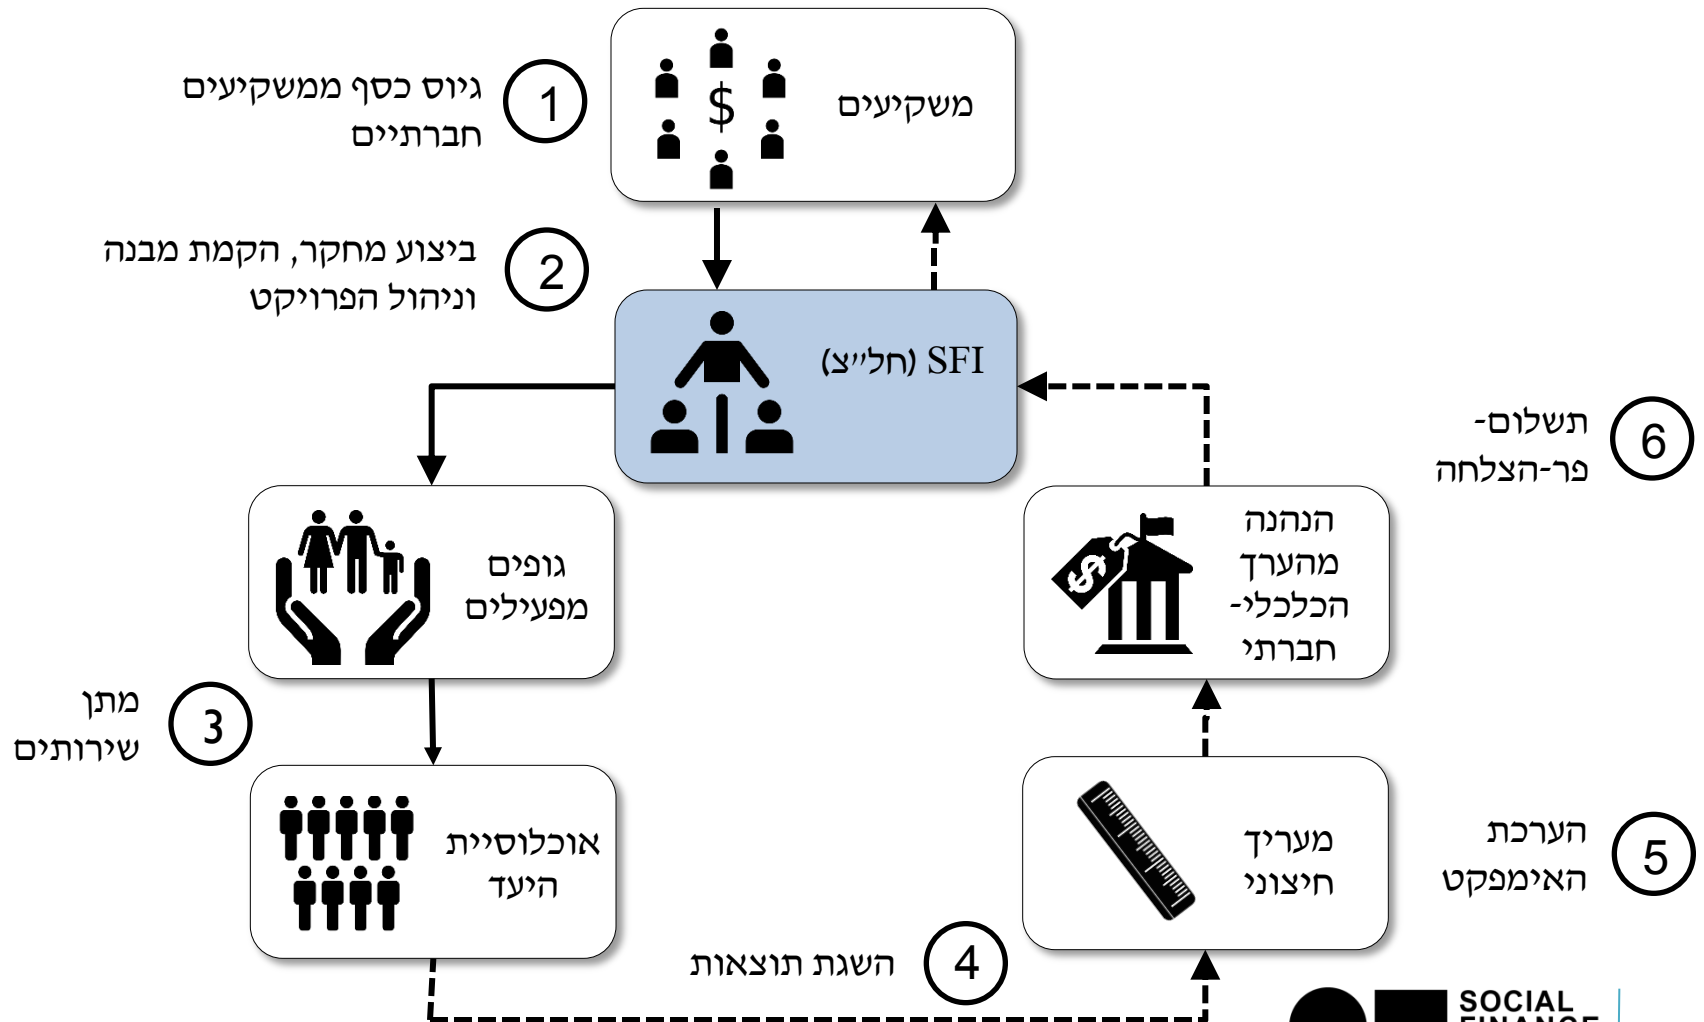 1
גיוס כסף ממשקיעים
חברתיים
$
משקיעים
2
ביצוע מחקר, הקמת מבנה
וניהול הפרויקט
SFI (חל״צ)
6
תשלום-
פר-הצלחה
גופים
מפעילים
הנהנה
מהערך
הכלכלי-
חברתי
$
3
מתן
שירותים
אוכלוסיית
היעד
מעריך
חיצוני
5
הערכת
האימפקט
4
השגת תוצאות
SOCIAL
FINANCE